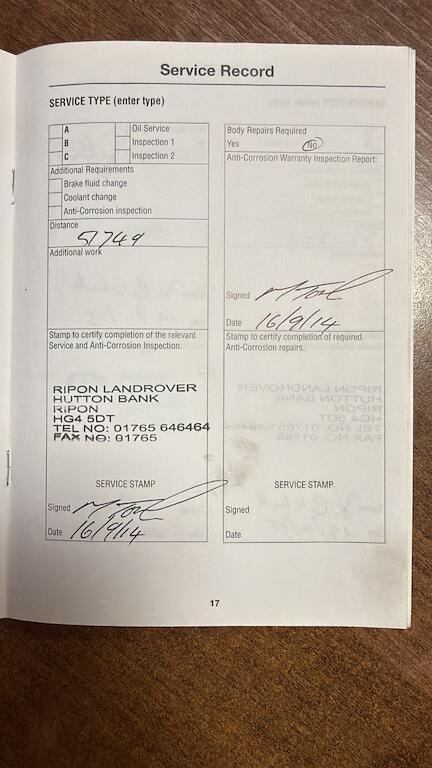 Service Record
SERVICE TYPE (enter type)
A Oil Service
B Inspection 1
C Inspection 2
Additional Requirements
Brake fluid change
Coolant change
Anti-Corrosion inspection
Distance
51749
Additional work
Stamp to certify completion of the relevant
Service and Anti-Corrosion Inspection.
RIPON LANDROVER
HUTTON BANK
RIPON
HG4 5DT
TEL NO: 01765 646464
FAX NO: 01765
SERVICE STAMP
Signed
Date 16/9/14
Body Repairs Required
Yes No
Anti-Corrosion Warranty Inspection Report:
Signed
Date 16/9/14
Stamp to certify completion of required
Anti-Corrosion repairs.
SERVICE STAMP
Signed
Date
17